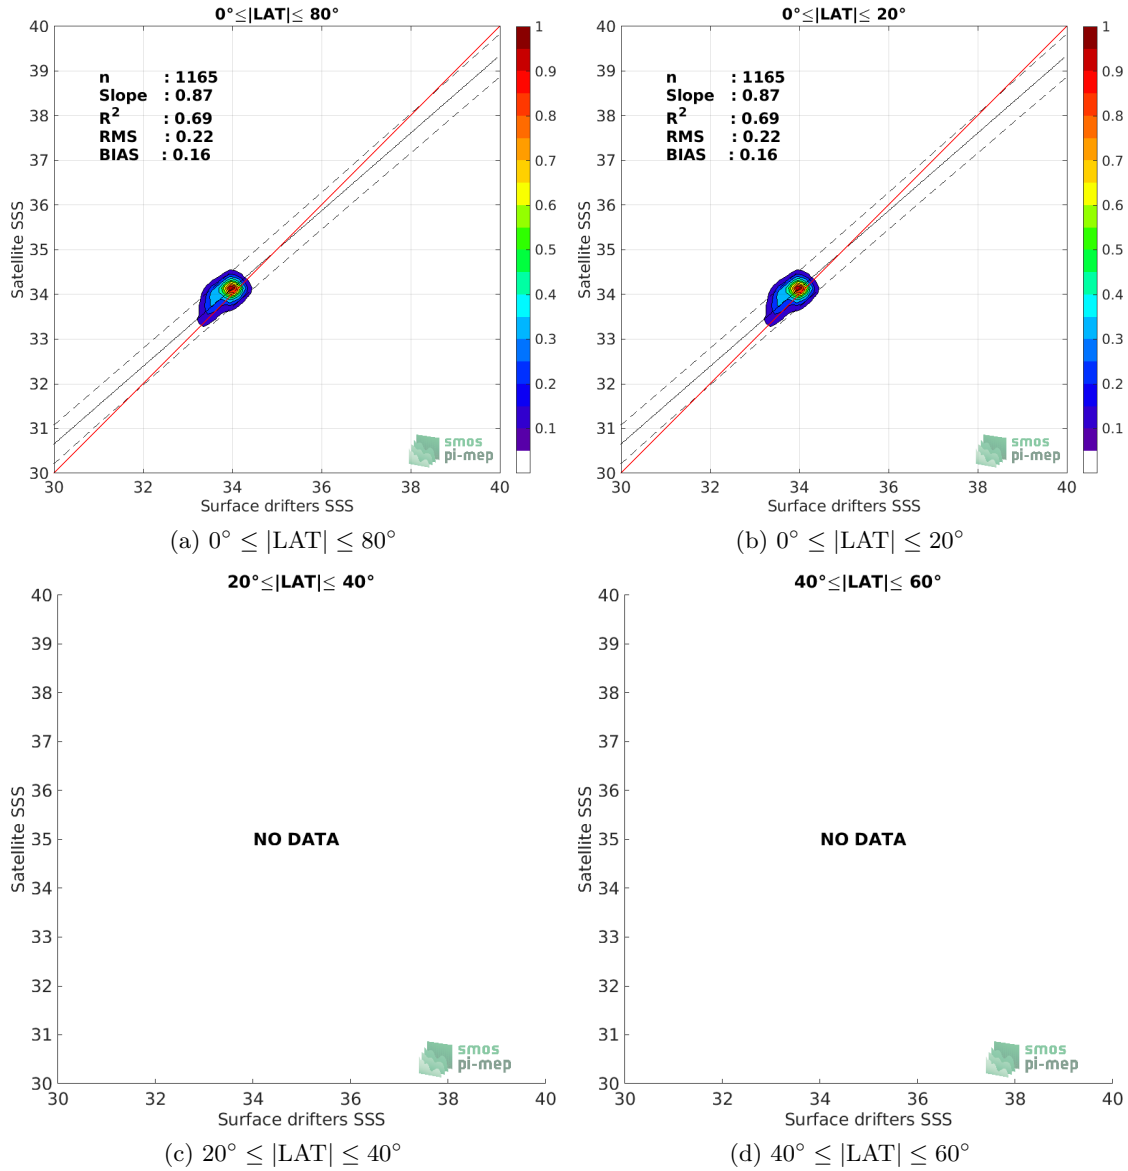 0°≤|LAT|≤ 80°
40
39
38
37
36
35
34
33
32
31
30
Satellite SSS
n : 1165
Slope : 0.87
R² : 0.69
RMS : 0.22
BIAS : 0.16
1
0.9
0.8
0.7
0.6
0.5
0.4
0.3
0.2
0.1
smos
pi-mep
30 32 34 36 38 40
Surface drifters SSS
(a) 0° ≤ |LAT| ≤ 80°
0°≤|LAT|≤ 20°
40
39
38
37
36
35
34
33
32
31
30
Satellite SSS
n : 1165
Slope : 0.87
R² : 0.69
RMS : 0.22
BIAS : 0.16
1
0.9
0.8
0.7
0.6
0.5
0.4
0.3
0.2
0.1
smos
pi-mep
30 32 34 36 38 40
Surface drifters SSS
(b) 0° ≤ |LAT| ≤ 20°
20°≤|LAT|≤ 40°
40
39
38
37
36
35
34
33
32
31
30
Satellite SSS
NO DATA
smos
pi-mep
30 32 34 36 38 40
Surface drifters SSS
(c) 20° ≤ |LAT| ≤ 40°
40°≤|LAT|≤ 60°
40
39
38
37
36
35
34
33
32
31
30
Satellite SSS
NO DATA
smos
pi-mep
30 32 34 36 38 40
Surface drifters SSS
(d) 40° ≤ |LAT| ≤ 60°